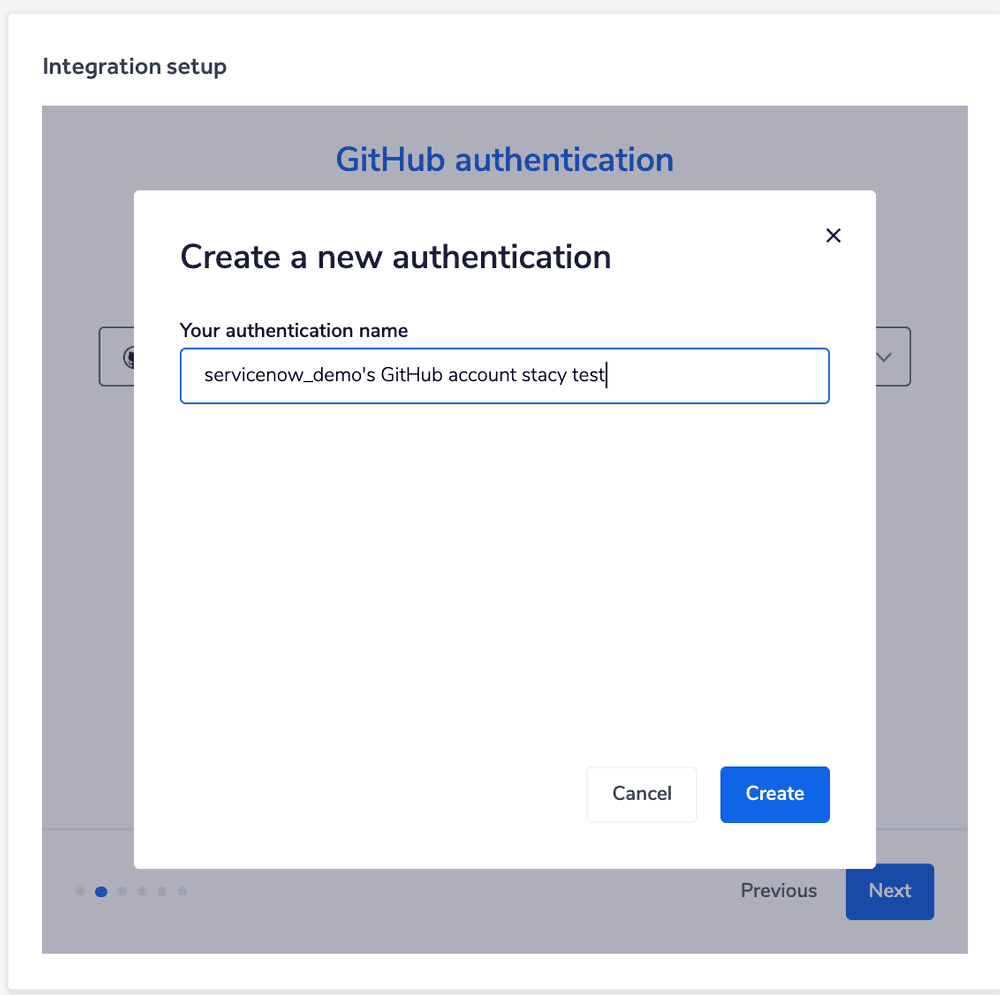 Integration setup
GitHub authentication
Create a new authentication
Your authentication name
servicenow_demo's GitHub account stacy test
Cancel
Create
Previous
Next